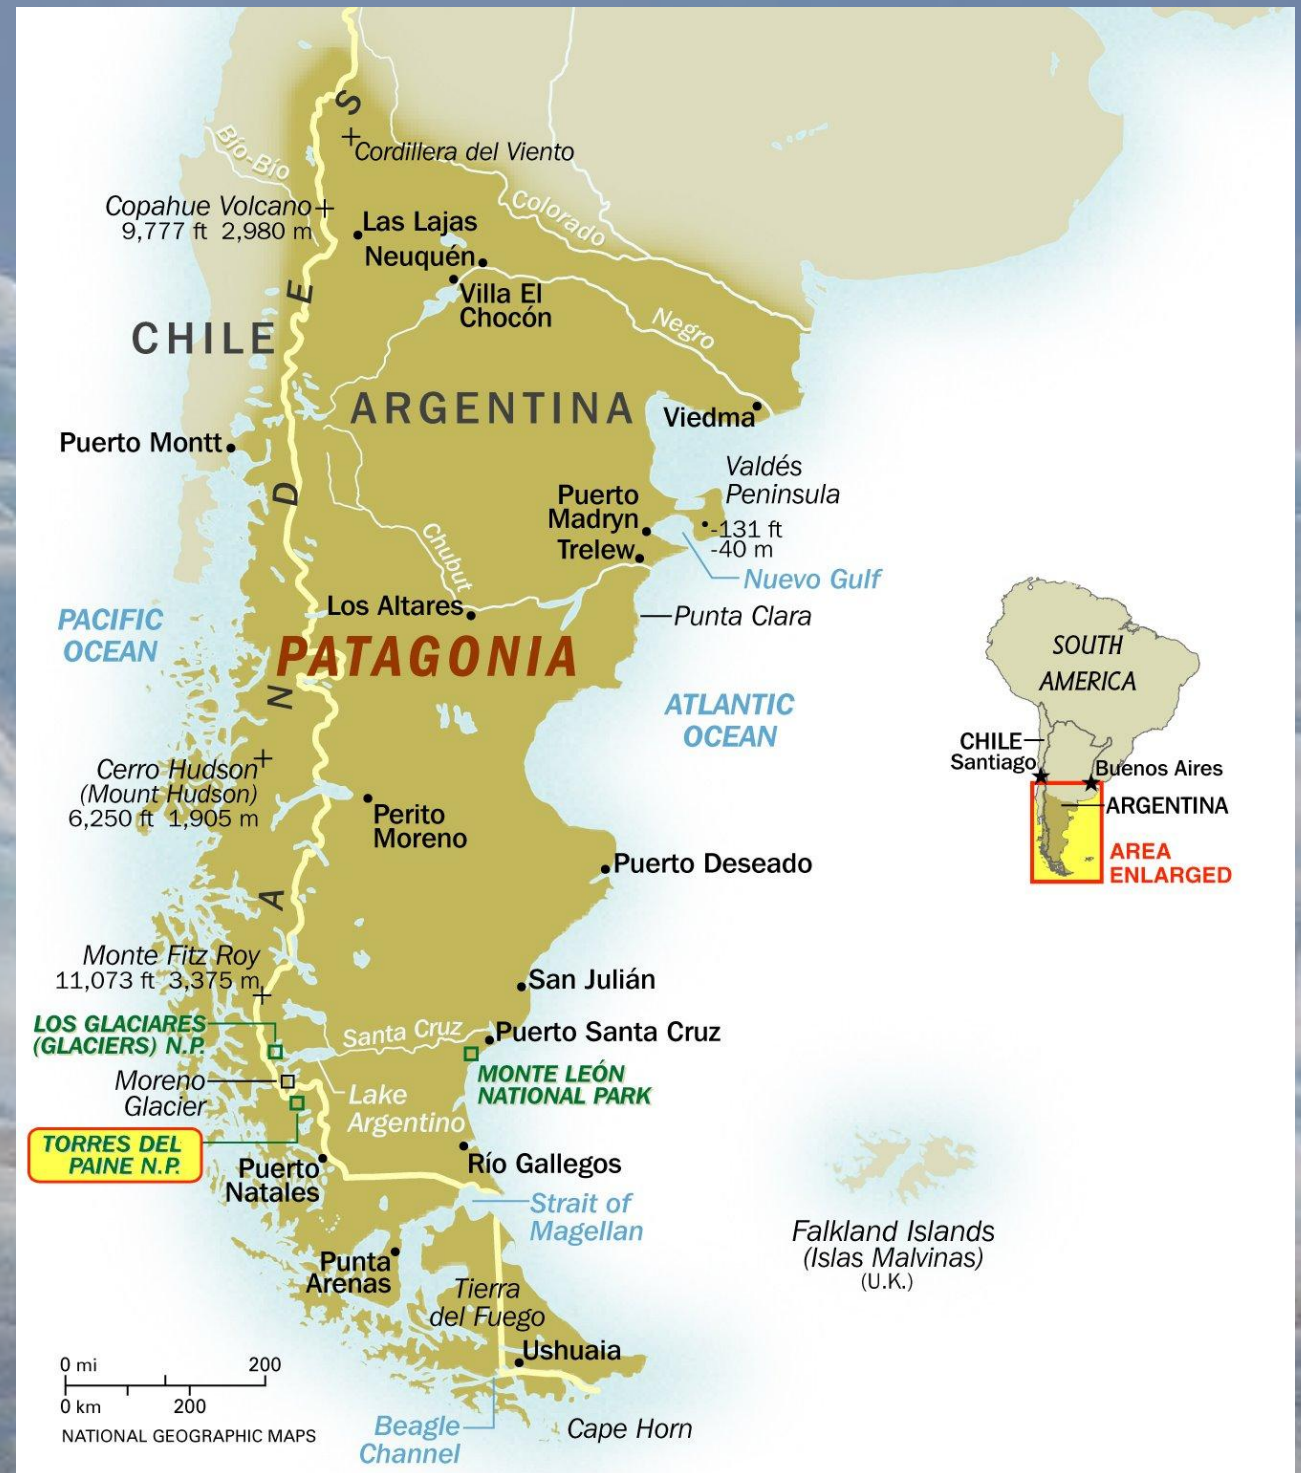 S
Bío-Bío
Cordillera del Viento
Copahue Volcano
9,777 ft 2,980 m
Colorado
Las Lajas
Neuquén
Villa El
Chocón
E
CHILE
Negro
ARGENTINA
Viedma
Puerto Montt
D
Valdés
Peninsula
Puerto
Madryn
-131 ft
-40 m
Trelew
Chubut
Nuevo Gulf
Los Altares
Punta Clara
PACIFIC
OCEAN
PATAGONIA
N
ATLANTIC
OCEAN
SOUTH
AMERICA
CHILE
Santiago
Buenos Aires
ARGENTINA
AREA
ENLARGED
Cerro Hudson
(Mount Hudson)
6,250 ft 1,905 m
Perito
Moreno
Puerto Deseado
A
Monte Fitz Roy
11,073 ft 3,375 m
San Julián
LOS GLACIARES
(GLACIERS) N.P.
Santa Cruz
Puerto Santa Cruz
Moreno
Glacier
Lake
Argentino
MONTE LEÓN
NATIONAL PARK
TORRES DEL
PAINE N.P.
Puerto
Natales
Río Gallegos
Strait of
Magellan
Falkland Islands
(Islas Malvinas)
(U.K.)
Punta
Arenas
Tierra
del Fuego
Ushuaia
0 mi 200
0 km 200
NATIONAL GEOGRAPHIC MAPS
Beagle
Channel
Cape Horn